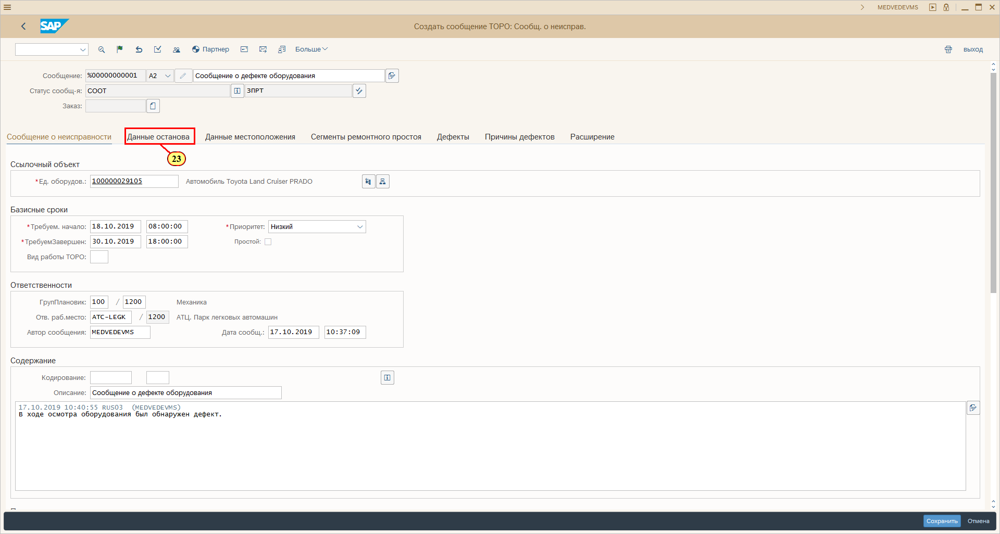 MEDVEDEVMS
SAP
Создать сообщение ТОРО: Сообщ. о неисправ.
Партнер
Больше
выход
Сообщение: %00000000001 A2 Сообщение о дефекте оборудования
Статус сообщ-я: СООТ ЗПРТ
Заказ:
Сообщение о неисправности Данные останова Данные местоположения Сегменты ремонтного простоя Дефекты Причины дефектов Расширение
23
Ссылочный объект
*Ед. оборудов.: 100000029105 Автомобиль Toyota Land Cruiser PRADO
Базисные сроки
*Требуем. начало: 18.10.2019 08:00:00 *Приоритет: Низкий
*ТребуемЗавершен: 30.10.2019 18:00:00 Простой:
Вид работы ТОРО:
Ответственности
ГрупПлановик: 100 / 1200 Механика
Отв. раб.место: ATC-LEGK / 1200 АТЦ. Парк легковых автомашин
Автор сообщения: MEDVEDEVMS Дата сообщ.: 17.10.2019 10:37:09
Содержание
Кодирование:
Описание: Сообщение о дефекте оборудования
17.10.2019 10:40:55 RUS03 (MEDVEDEVMS)
В ходе осмотра оборудования был обнаружен дефект.
Сохранить Отмена